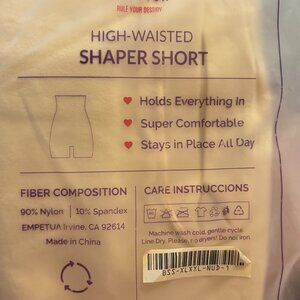 RULE YOUR DESTINY
HIGH-WAISTED
SHAPER SHORT
Holds Everything In
Super Comfortable
Stays in Place All Day
FIBER COMPOSITION
90% Nylon | 10% Spandex
EMPETUA Irvine, CA 92614
Made in China
CARE INSTRUCCIONS
Machine wash cold, gentle cycle
Line Dry. Please, no dryers! Do not iron
BSS-XLXXL-NUD-1